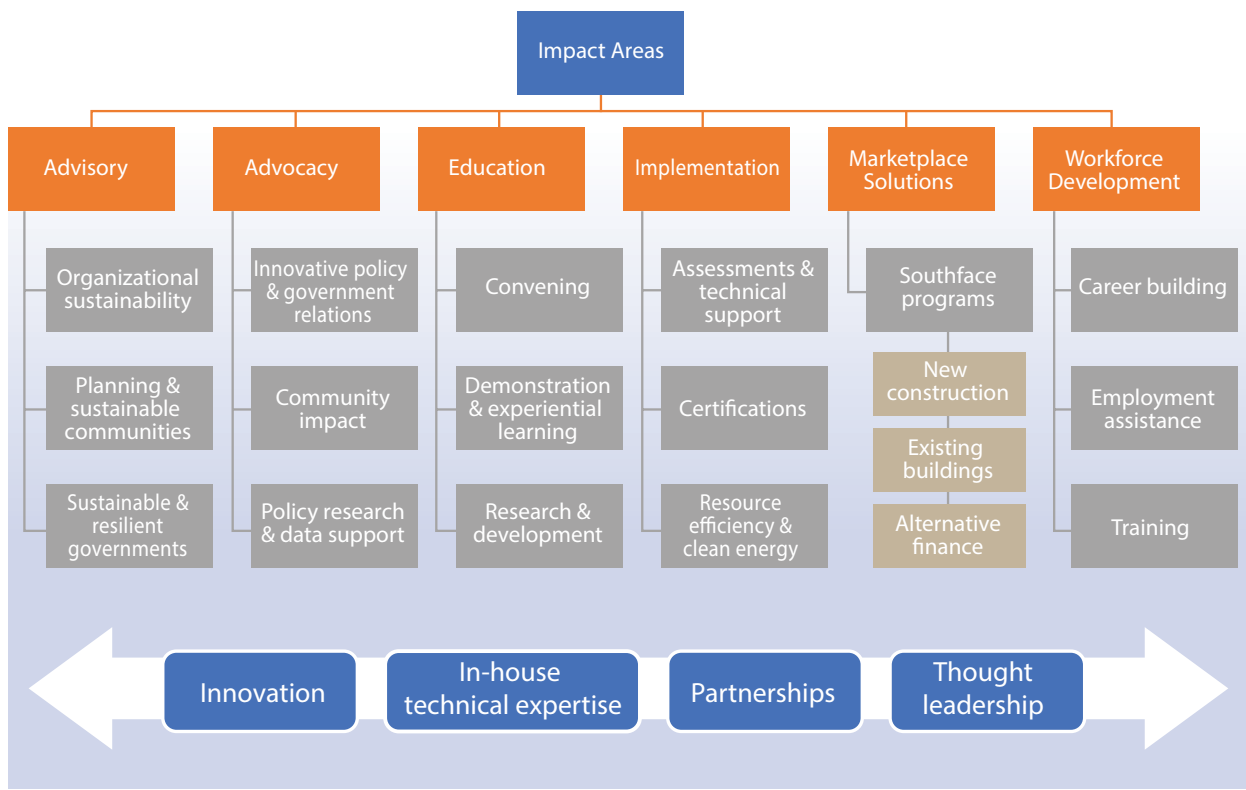 Impact Areas
Advisory
Advocacy
Education
Implementation
Marketplace
Solutions
Workforce
Development
Organizational
sustainability
Planning &
sustainable
communities
Sustainable &
resilient
governments
Innovative policy
& government
relations
Community
impact
Policy research
& data support
Convening
Demonstration
& experiential
learning
Research &
development
Assessments &
technical
support
Certifications
Resource
efficiency &
clean energy
Southface
programs
New
construction
Existing
buildings
Alternative
finance
Career building
Employment
assistance
Training
Innovation
In-house
technical expertise
Partnerships
Thought
leadership